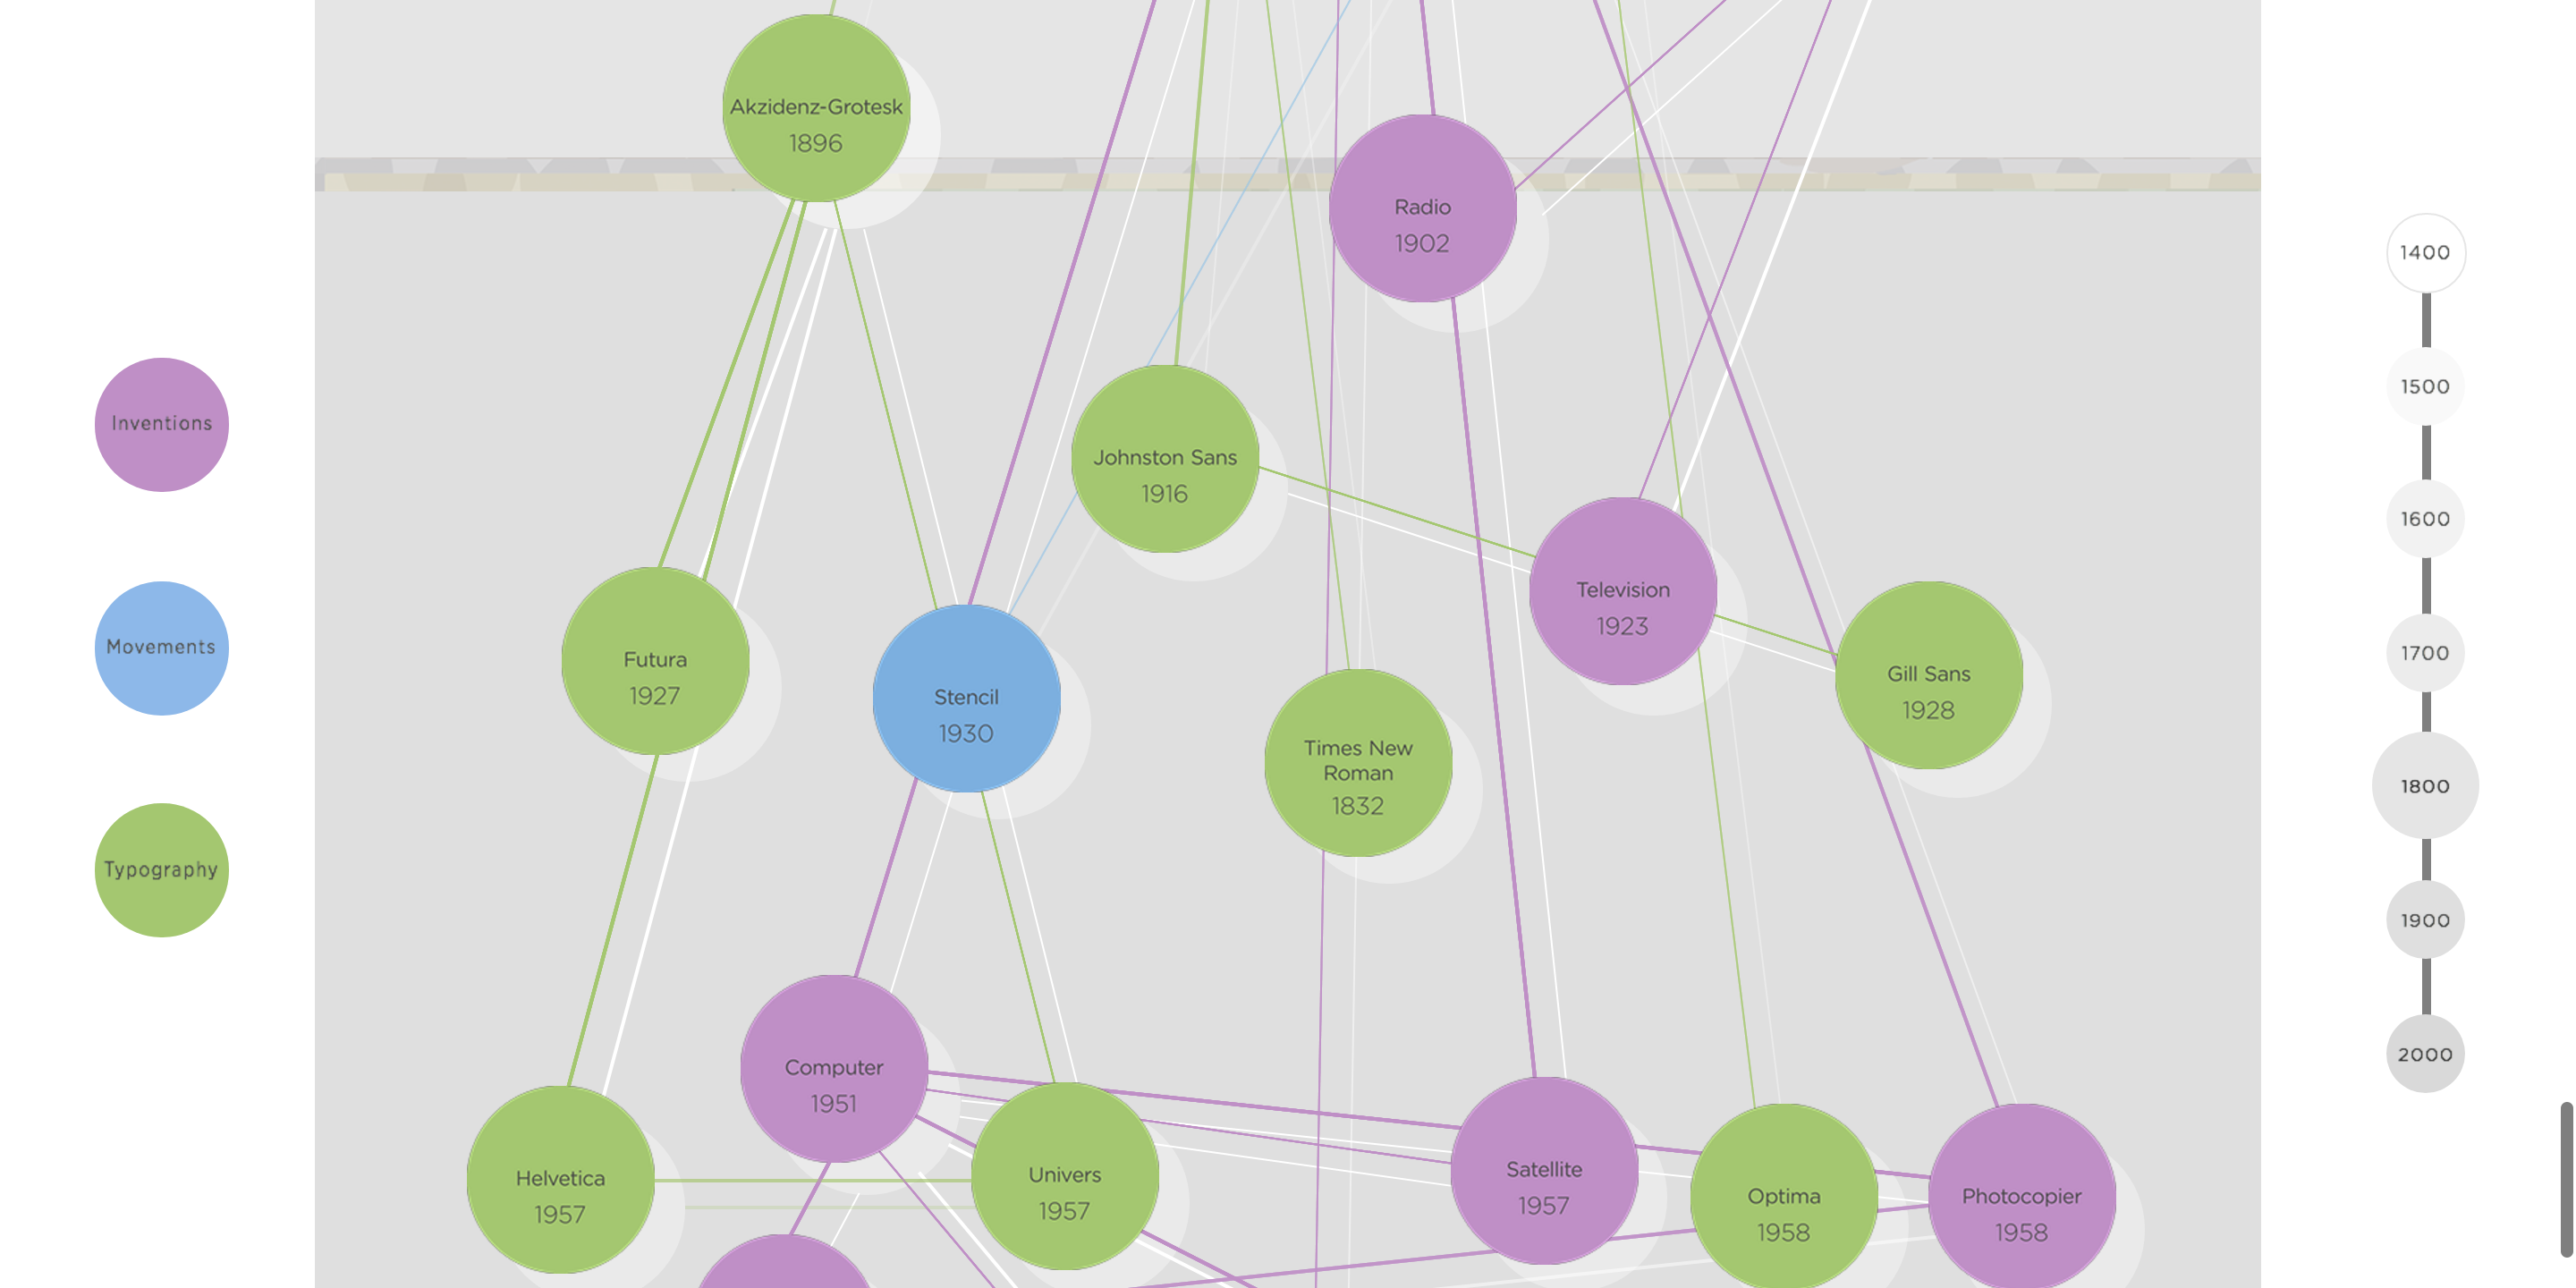 Inventions
Movements
Typography
Akzidenz-Grotesk
1896
Radio
1902
Johnston Sans
1916
Television
1923
Futura
1927
Gill Sans
1928
Stencil
1930
Times New
Roman
1832
Computer
1951
Helvetica
1957
Univers
1957
Satellite
1957
Optima
1958
Photocopier
1958
1400
1500
1600
1700
1800
1900
2000